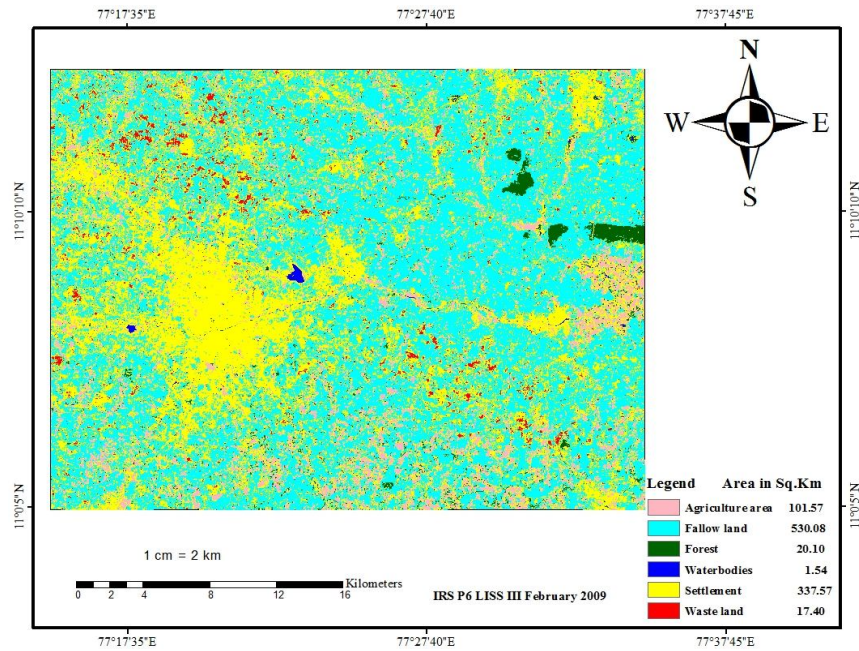 77°17'35"E 77°27'40"E 77°37'45"E
N
W E
S
11°10'10"N 11°10'10"N
11°0'5"N 11°0'5"N
Legend Area in Sq.Km
Agriculture area 101.57
Fallow land 530.08
Forest 20.10
Waterbodies 1.54
Settlement 337.57
Waste land 17.40
1 cm = 2 km
Kilometers
0 2 4 8 12 16
IRS P6 LISS III February 2009
77°17'35"E 77°27'40"E 77°37'45"E